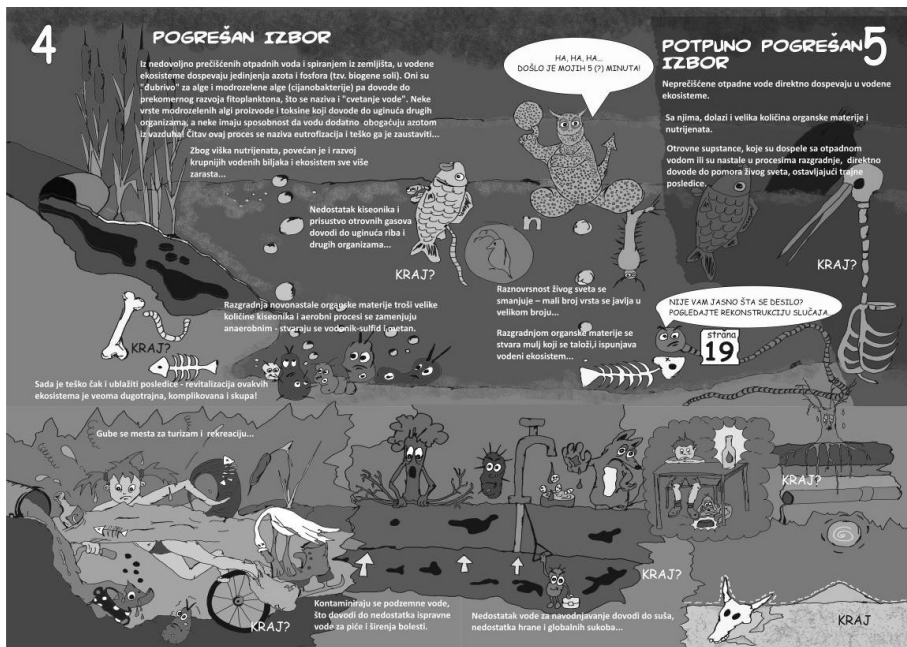 4
POGREŠAN IZBOR
Iz nedovoljno prečišćenih otpadnih voda i spiranjem iz zemljišta, u vodene
ekosisteme dospevaju jedinjenja azota i fosfora (tzv. biogene soli). Oni su
"đubrivo" za alge i modrozelene alge (cijanobakterije) pa dovode do
prekomernog razvoja fitoplanktona, što se naziva i "cvetanje vode". Neke
vrste modrozelenih algi proizvode i toksine koji dovode do uginuća drugih
organizama, a neke imaju sposobnost da vodu dodatno obogaćuju azotom
iz vazduha! Čitav ovaj proces se naziva eutrofizacija i teško ga je zaustaviti...
Zbog viška nutrijenata, povećan je i razvoj
krupnijih vodenih biljaka i ekosistem sve više
zarasta...
Nedostatak kiseonika i
prisustvo otrovnih gasova
dovodi do uginuća riba i
drugih organizama...
KRAJ?
Razgradnja novonastale organske materije troši velike
količine kiseonika i aerobni procesi se zamenjuju
anaerobnim - stvaraju se vodonik-sulfid i metan.
KRAJ?
Sada je teško čak i ublažiti posledice - revitalizacija ovakvih
ekosistema je veoma dugotrajna, komplikovana i skupa!
HA, HA, HA...
DOŠLO JE MOJIH 5 (?) MINUTA!
n
Raznovrsnost živog sveta se
smanjuje – mali broj vrsta se javlja u
velikom broju...
Razgradnjom organske materije se
stvara mulj koji se taloži,i ispunjava
vodeni ekosistem...
POTPUNO POGREŠAN
IZBOR
5
Neprečišćene otpadne vode direktno dospevaju u vodene
ekosisteme.
Sa njima, dolazi i velika količina organske materije i
nutrijenata.
Otrovne supstance, koje su dospele sa otpadnom
vodom ili su nastale u procesima razgradnje, direktno
dovode do pomora živog sveta, ostavljajući trajne
posledice.
KRAJ?
NIJE VAM JASNO ŠTA SE DESILO?
POGLEDAJTE REKONSTRUKCIJU SLUČAJA
strana
19
Gube se mesta za turizam i rekreaciju...
KRAJ?
Kontaminiraju se podzemne vode,
što dovodi do nedostatka ispravne
vode za piće i širenja bolesti.
KRAJ?
Nedostatak vode za navodnjavanje dovodi do suša,
nedostatka hrane i globalnih sukoba...
KRAJ?
KRAJ